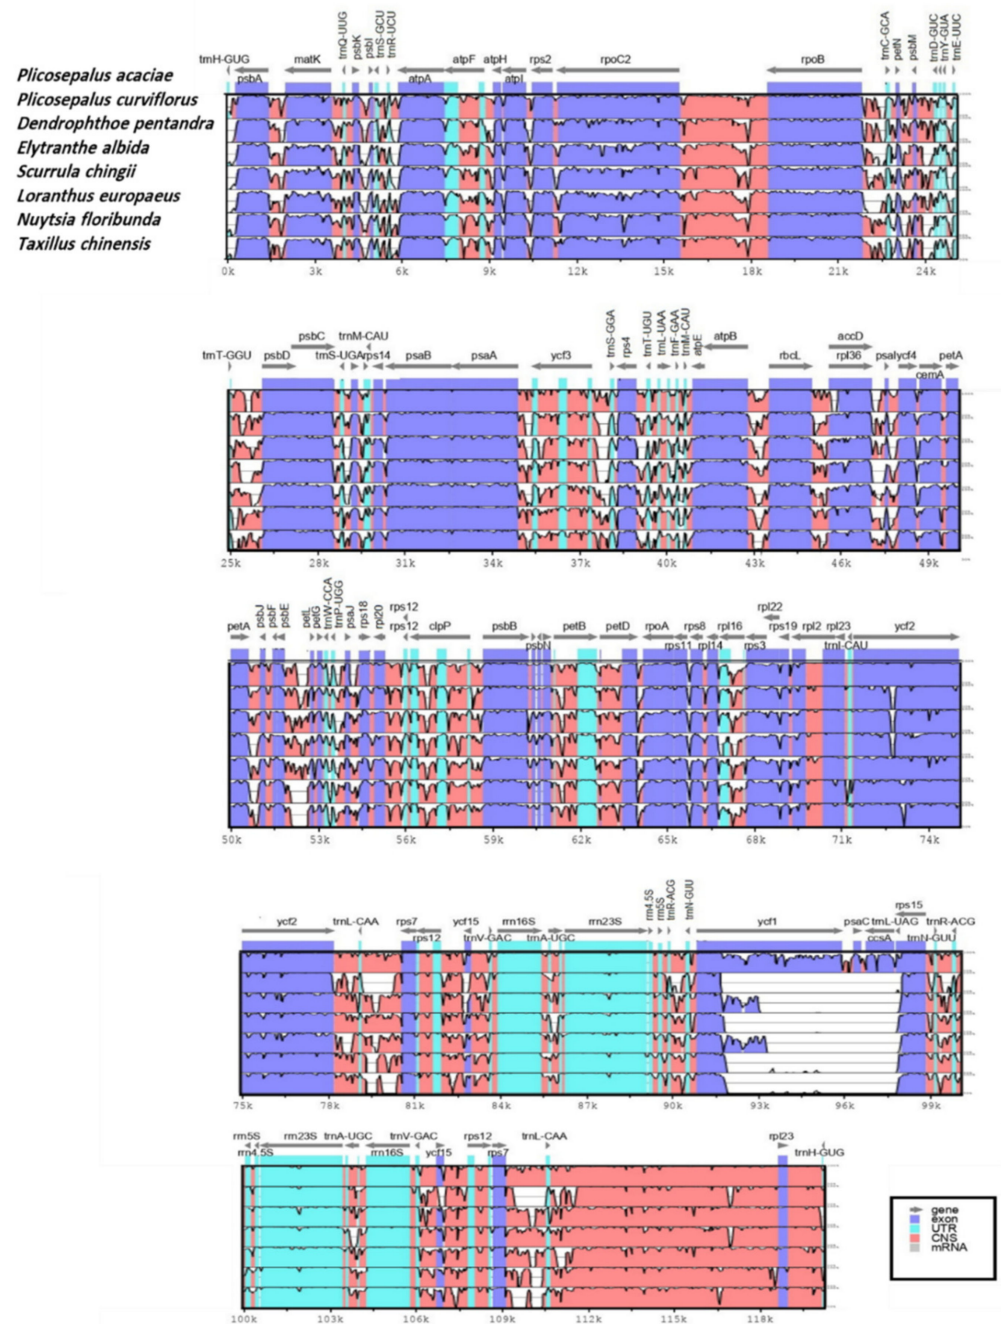 trnH-GUG psbA matK trnQ-UUG psbK psbI trnS-GCU trnR-UCU atpA atpF atpH atpI rps2 rpoC2 rpoB trnC-GCA petN psbM trnD-GUC trnY-GUA trnE-UUC
Plicosepalus acaciae
Plicosepalus curviflorus
Dendrophthoe pentandra
Elytranthe albida
Scurrula chingii
Loranthus europaeus
Nuytsia floribunda
Taxillus chinensis
0k 3k 6k 9k 12k 15k 18k 21k 24k
trnT-GGU psbD psbC trnS-UGA trnM-CAU rps14 psaB psaA ycf3 trnS-GGA rps4 trnT-UGU trnL-UAA trnF-GAA trnM-CAU atpE atpB rbcL accD rpl36 psaI ycf4 cemA petA
25k 28k 31k 34k 37k 40k 43k 46k 49k
petA psbJ psbF psbE petL petG trnW-CCA trnP-UGG psaJ rps18 rpl20 rps12 rps12 clpP psbB psbN petB petD rpoA rps11 rps8 rpl14 rpl16 rps3 rpl22 rps19 rpl2 rpl23 trnI-CAU ycf2
50k 53k 56k 59k 62k 65k 68k 71k 74k
ycf2 trnL-CAA rps7 rps12 ycf15 trnV-GAC rrn16S trnA-UGC rrn23S rrn4.5S rrn5S trnR-ACG trnN-GUU ycf1 psaC ccsA trnL-UAG rps15 trnN-GUU trnR-ACG
75k 78k 81k 84k 87k 90k 93k 96k 99k
rrn5S rrn4.5S rrn23S trnA-UGC rrn16S trnV-GAC ycf15 rps12 rps7 trnL-CAA rpl23 trnH-GUG
100k 103k 106k 109k 112k 115k 118k
gene
exon
UTR
CNS
mRNA